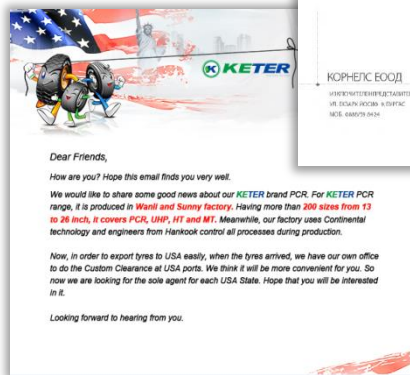 KETER
КОРНЕЛС ЕООД
Dear Friends,
How are you? Hope this email finds you very well.
We would like to share some good news about our KETER brand PCR. For KETER PCR
range, it is produced in Wanli and Sunny factory. Having more than 200 sizes from 13
to 26 inch, it covers PCR, UHP, HT and MT. Meanwhile, our factory uses Continental
technology and engineers from Hankook control all processes during production.
Now, in order to export tyres to USA easily, when the tyres arrived, we have our own office
to do the Custom Clearance at USA ports. We think it will be more convenient for you. So
now we are looking for the sole agent for each USA State. Hope that you will be interested
in it.
Looking forward to hearing from you.